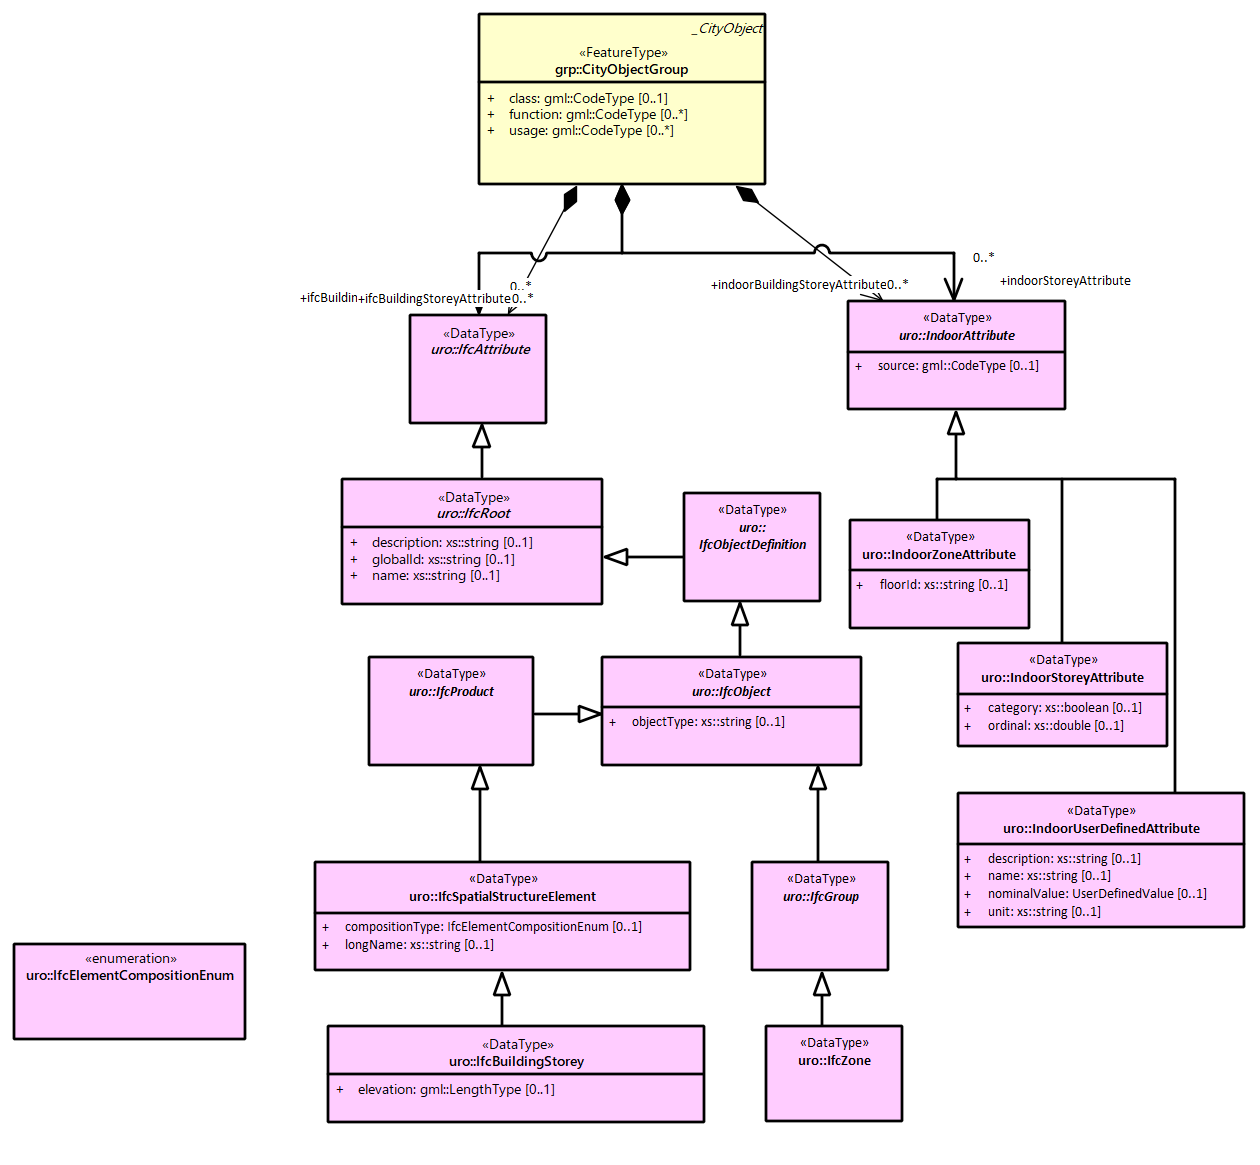 _CityObject
«FeatureType»
grp::CityObjectGroup
+ class: gml::CodeType [0..1]
+ function: gml::CodeType [0..*]
+ usage: gml::CodeType [0..*]
0..*
+indoorStoreyAttribute
0..*
+ifcBuildin
+ifcBuildingStoreyAttribute 0..*
+indoorBuildingStoreyAttribute 0..*
«DataType»
uro::IfcAttribute
«DataType»
uro::IndoorAttribute
+ source: gml::CodeType [0..1]
«DataType»
uro::IfcRoot
+ description: xs::string [0..1]
+ globalId: xs::string [0..1]
+ name: xs::string [0..1]
«DataType»
uro::
IfcObjectDefinition
«DataType»
uro::IndoorZoneAttribute
+ floorId: xs::string [0..1]
«DataType»
uro::IfcProduct
«DataType»
uro::IfcObject
+ objectType: xs::string [0..1]
«DataType»
uro::IndoorStoreyAttribute
+ category: xs::boolean [0..1]
+ ordinal: xs::double [0..1]
«DataType»
uro::IndoorUserDefinedAttribute
+ description: xs::string [0..1]
+ name: xs::string [0..1]
+ nominalValue: UserDefinedValue [0..1]
+ unit: xs::string [0..1]
«DataType»
uro::IfcSpatialStructureElement
+ compositionType: IfcElementCompositionEnum [0..1]
+ longName: xs::string [0..1]
«DataType»
uro::IfcGroup
«enumeration»
uro::IfcElementCompositionEnum
«DataType»
uro::IfcBuildingStorey
+ elevation: gml::LengthType [0..1]
«DataType»
uro::IfcZone